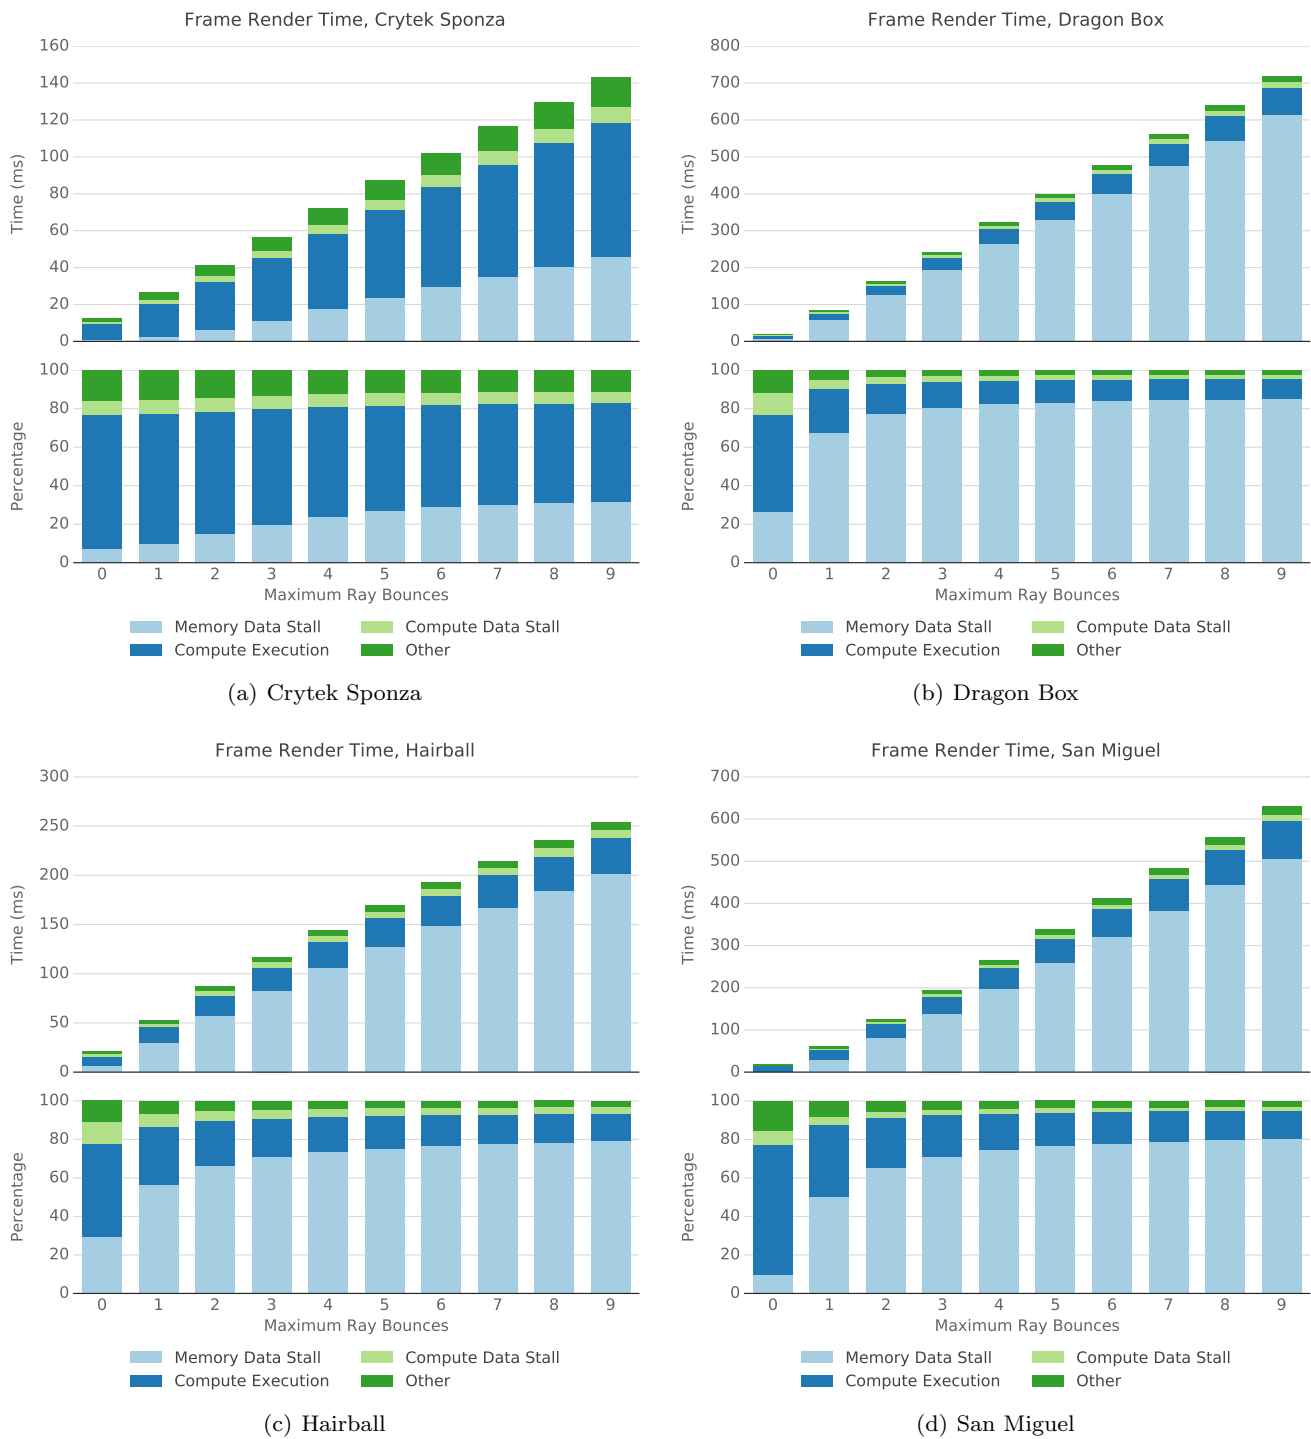 Frame Render Time, Crytek Sponza
160
140
120
100
80
60
40
20
0
Time (ms)
100
80
60
40
20
0
Percentage
0 1 2 3 4 5 6 7 8 9
Maximum Ray Bounces
Memory Data Stall Compute Data Stall
Compute Execution Other
(a) Crytek Sponza
Frame Render Time, Dragon Box
800
700
600
500
400
300
200
100
0
Time (ms)
100
80
60
40
20
0
Percentage
0 1 2 3 4 5 6 7 8 9
Maximum Ray Bounces
Memory Data Stall Compute Data Stall
Compute Execution Other
(b) Dragon Box
Frame Render Time, Hairball
300
250
200
150
100
50
0
Time (ms)
100
80
60
40
20
0
Percentage
0 1 2 3 4 5 6 7 8 9
Maximum Ray Bounces
Memory Data Stall Compute Data Stall
Compute Execution Other
(c) Hairball
Frame Render Time, San Miguel
700
600
500
400
300
200
100
0
Time (ms)
100
80
60
40
20
0
Percentage
0 1 2 3 4 5 6 7 8 9
Maximum Ray Bounces
Memory Data Stall Compute Data Stall
Compute Execution Other
(d) San Miguel